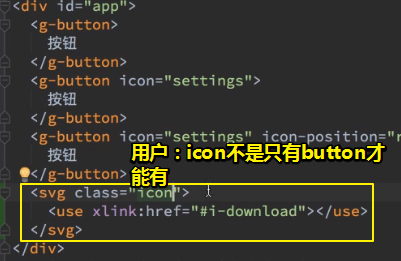 <div id="app">
<g-button>
按钮
</g-button>
<g-button icon="settings">
按钮
</g-button>
<g-button icon="settings" icon-position="r
按钮
用户：icon不是只有button才
能有
</g-button>
<svg class="icon">
<use xlink:href="#i-download"></use>
</svg>
</div>